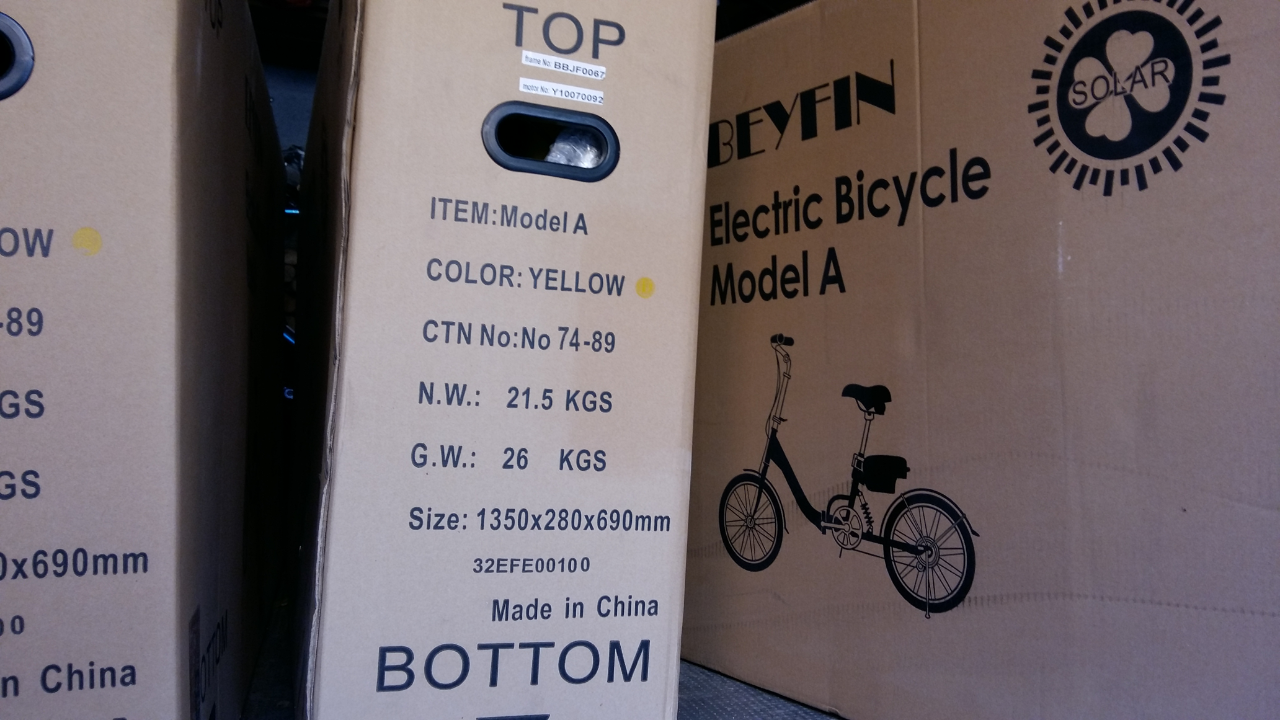 OW
-89
GS
GS
0x690mm
00
n China
BOTTOM
TOP
frame No: BBJF0067
motor No: Y10070092
ITEM:Model A
COLOR: YELLOW
CTN No:No 74-89
N.W.: 21.5 KGS
G.W.: 26 KGS
Size: 1350x280x690mm
32EFE00100
Made in China
BOTTOM
BEYFIN
Electric Bicycle
Model A
SOLAR